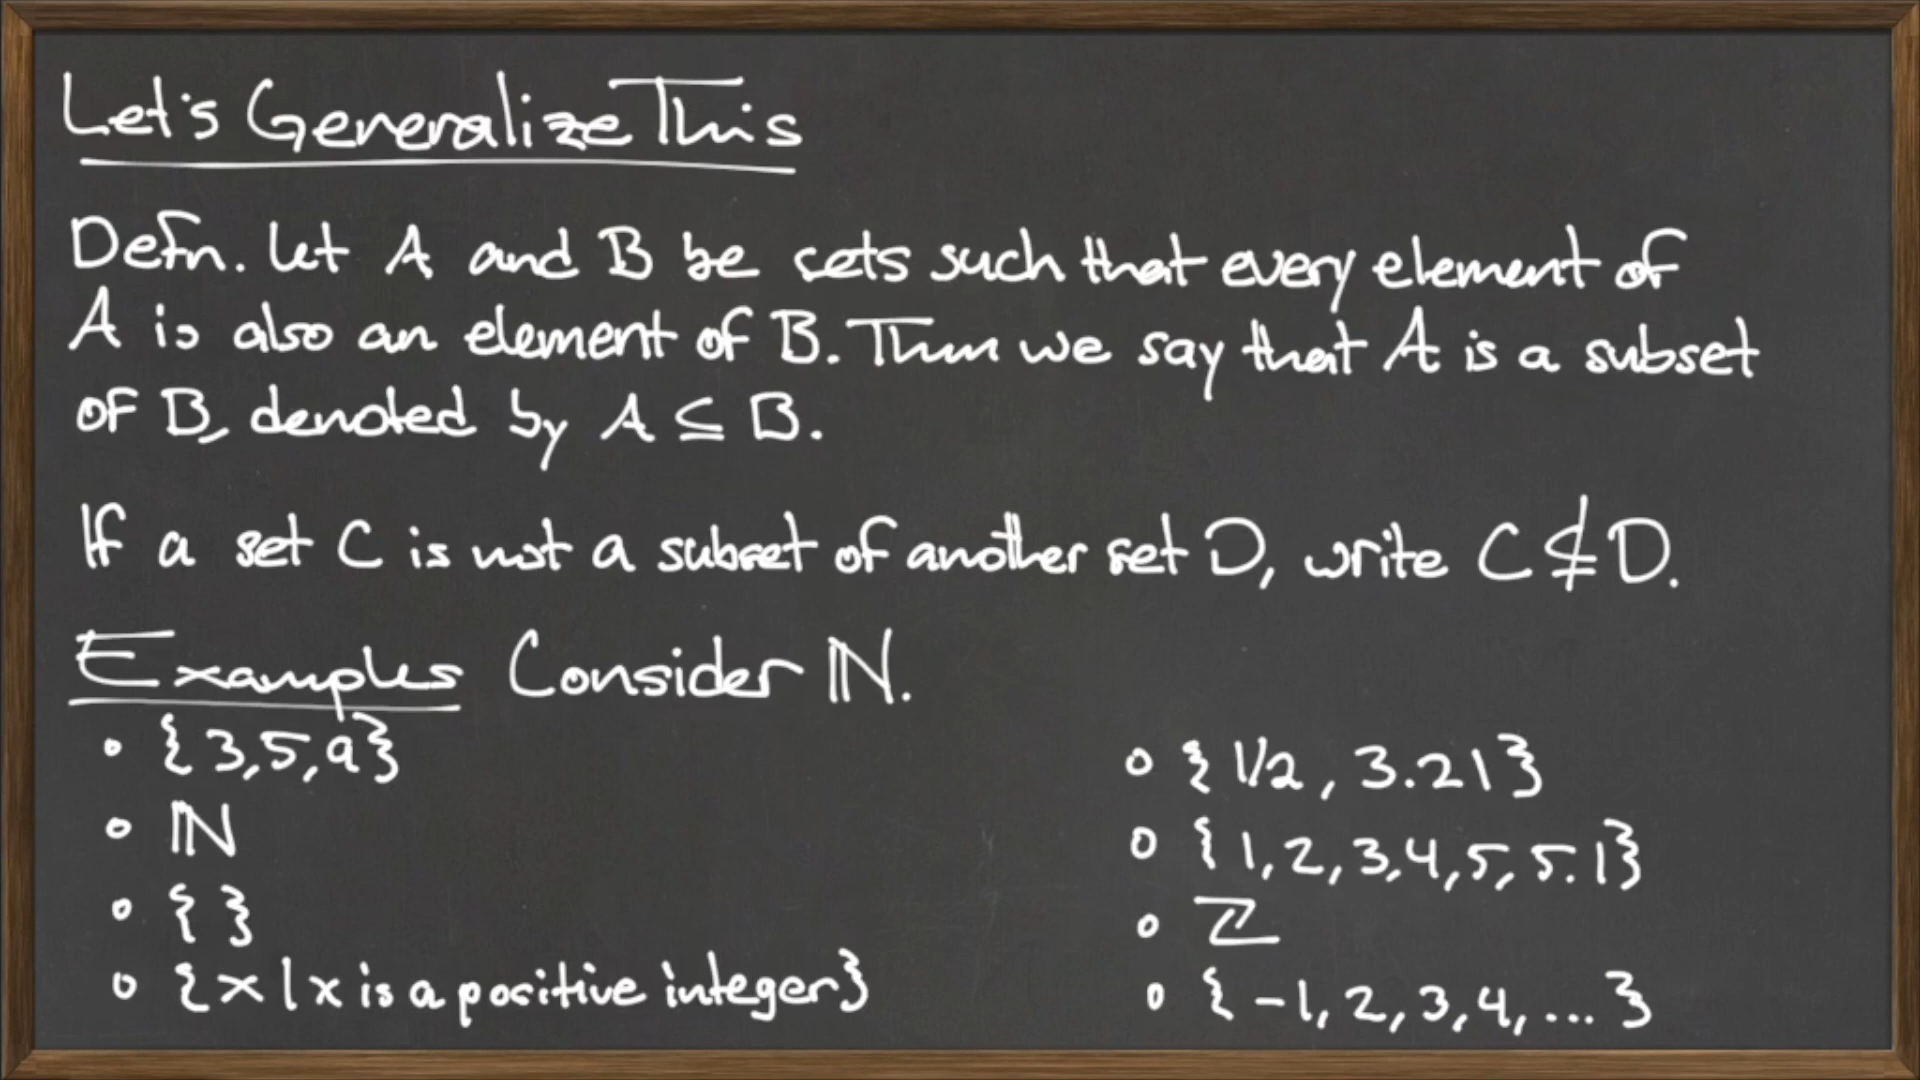 Let's Generalize This
Defn. Let A and B be sets such that every element of
A is also an element of B. Then we say that A is a subset
of B, denoted by A ⊆ B.
If a set C is not a subset of another set D, write C ⊈ D.
Examples Consider ℕ.
• {3,5,9}
• ℕ
• { }
• {x | x is a positive integer}
• {1/2, 3.21}
• {1,2,3,4,5,5.1}
• ℤ
• {-1,2,3,4,...}